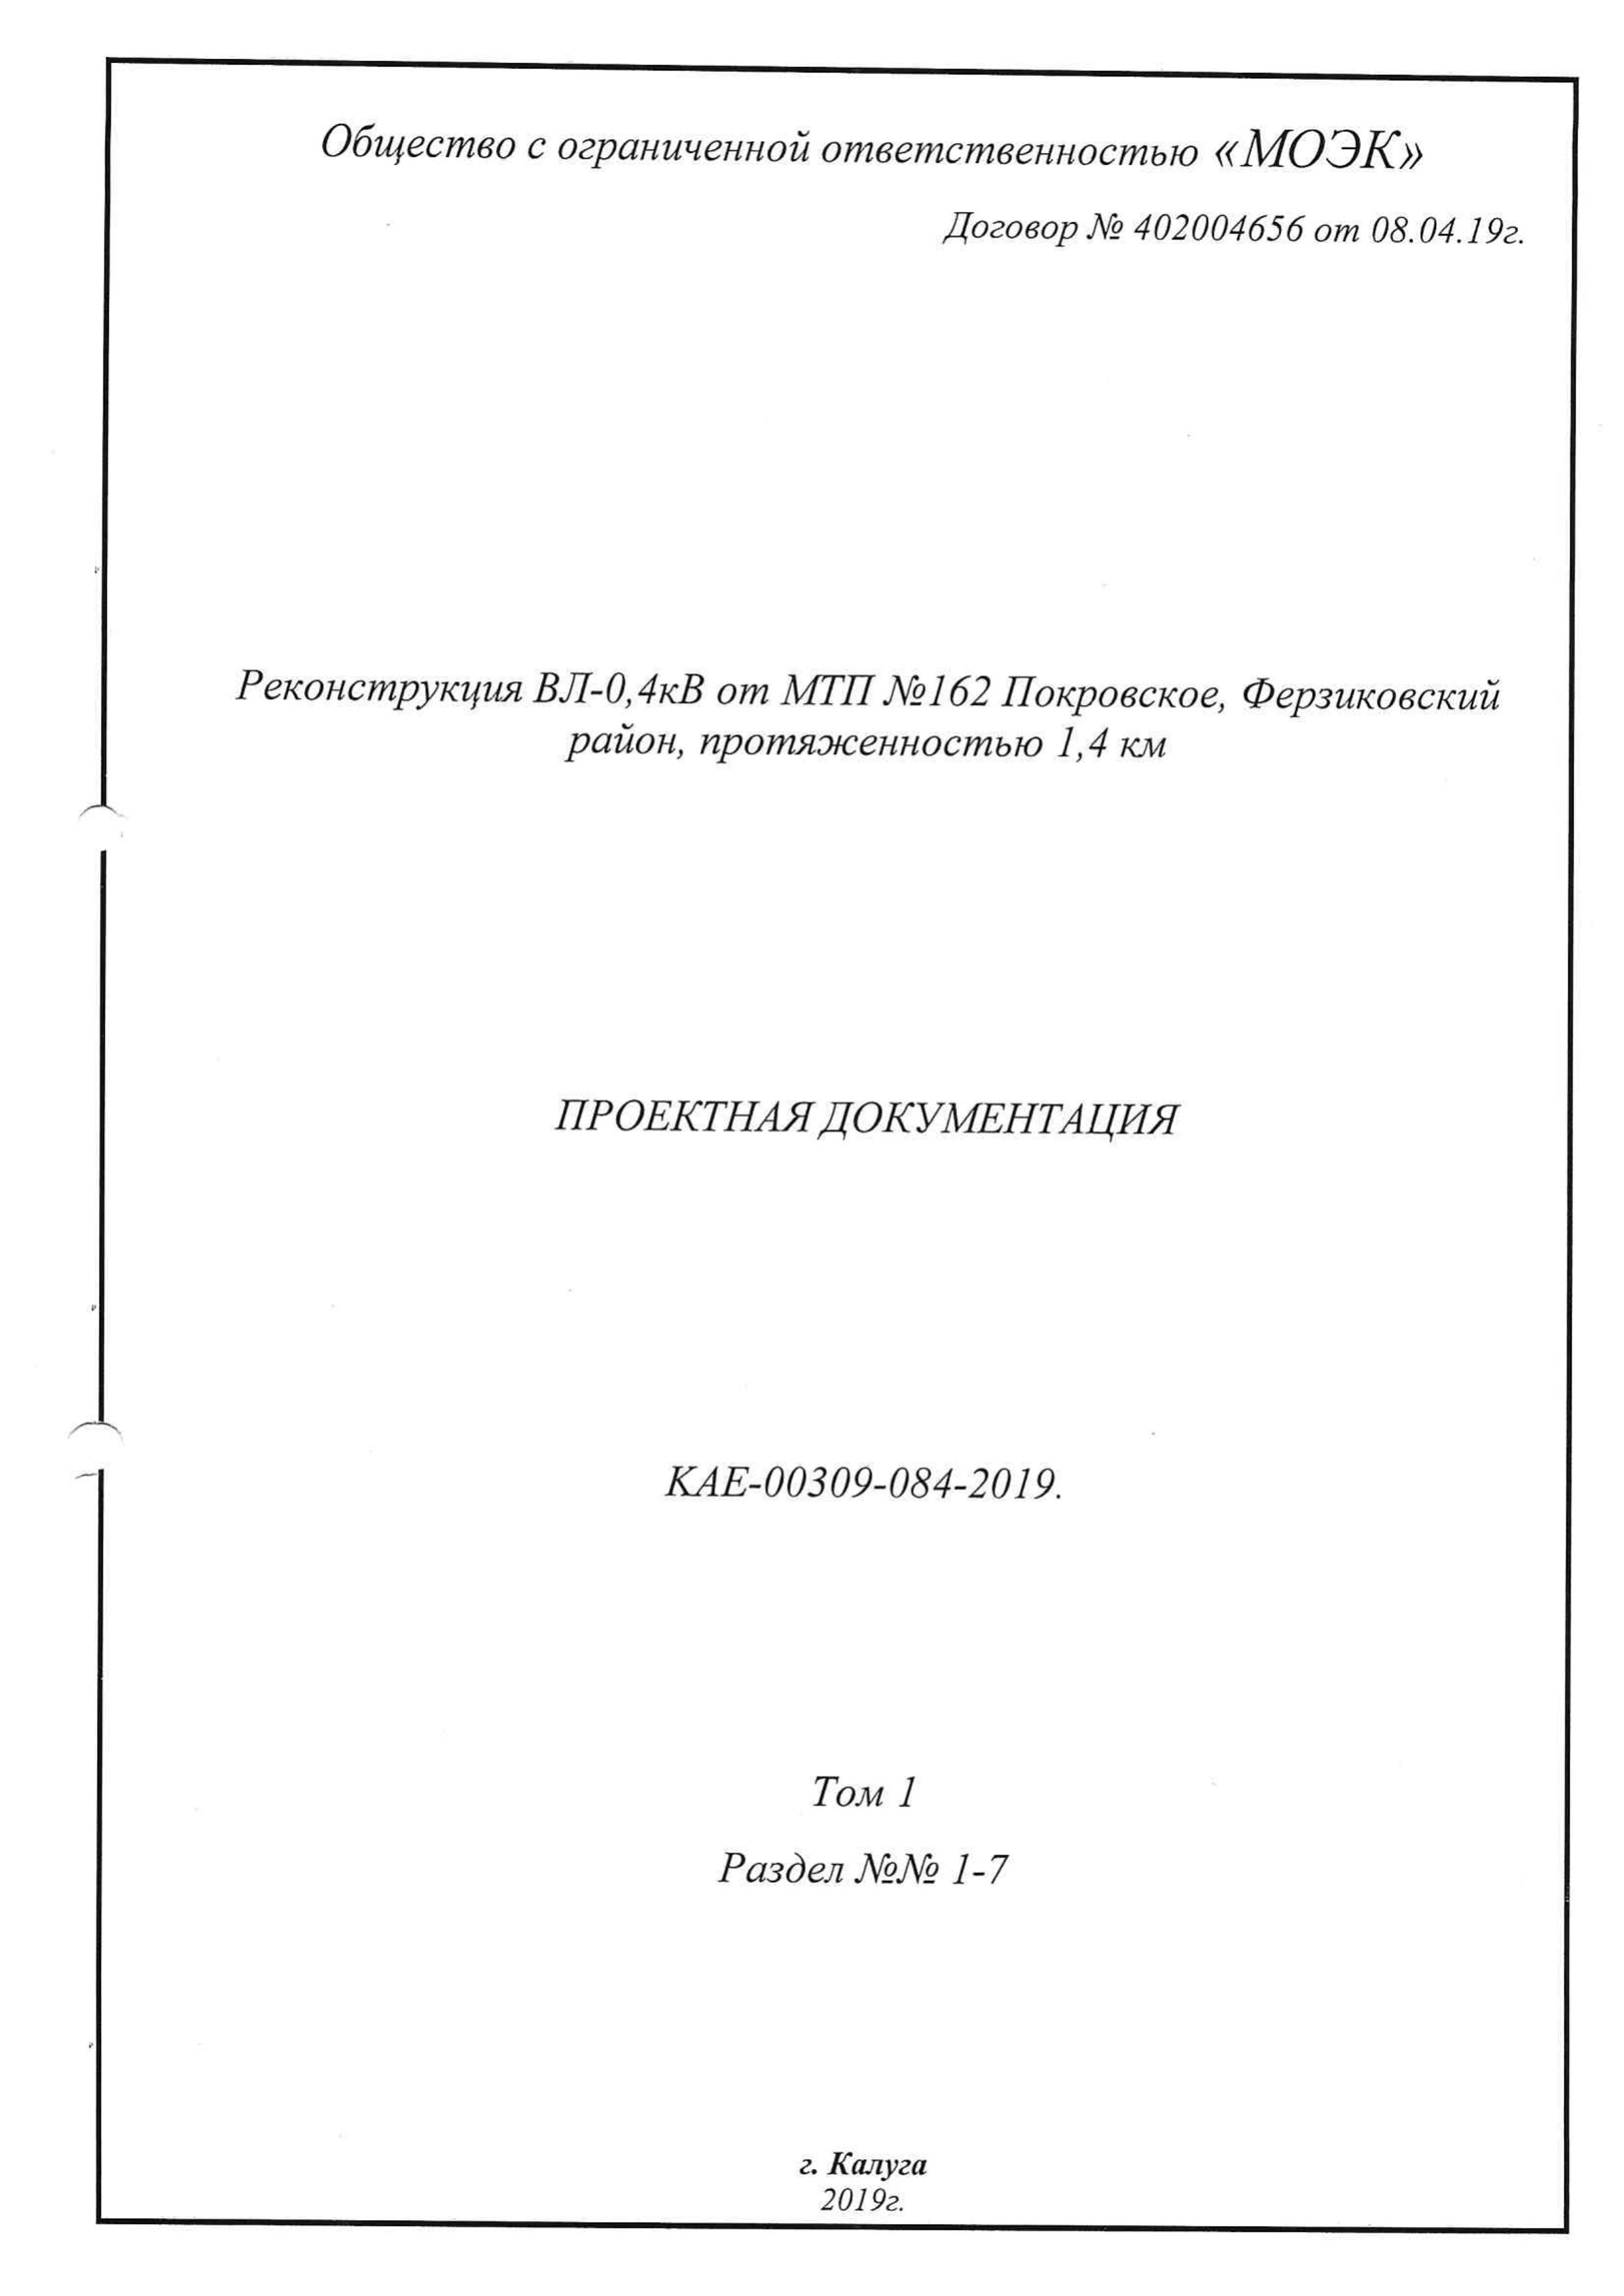 Общество с ограниченной ответственностью «МОЭК»
Договор № 402004656 от 08.04.19г.
Реконструкция ВЛ-0,4кВ от МТП №162 Покровское, Ферзиковский
район, протяженностью 1,4 км
ПРОЕКТНАЯ ДОКУМЕНТАЦИЯ
КАЕ-00309-084-2019.
Том 1
Раздел №№ 1-7
г. Калуга
2019г.